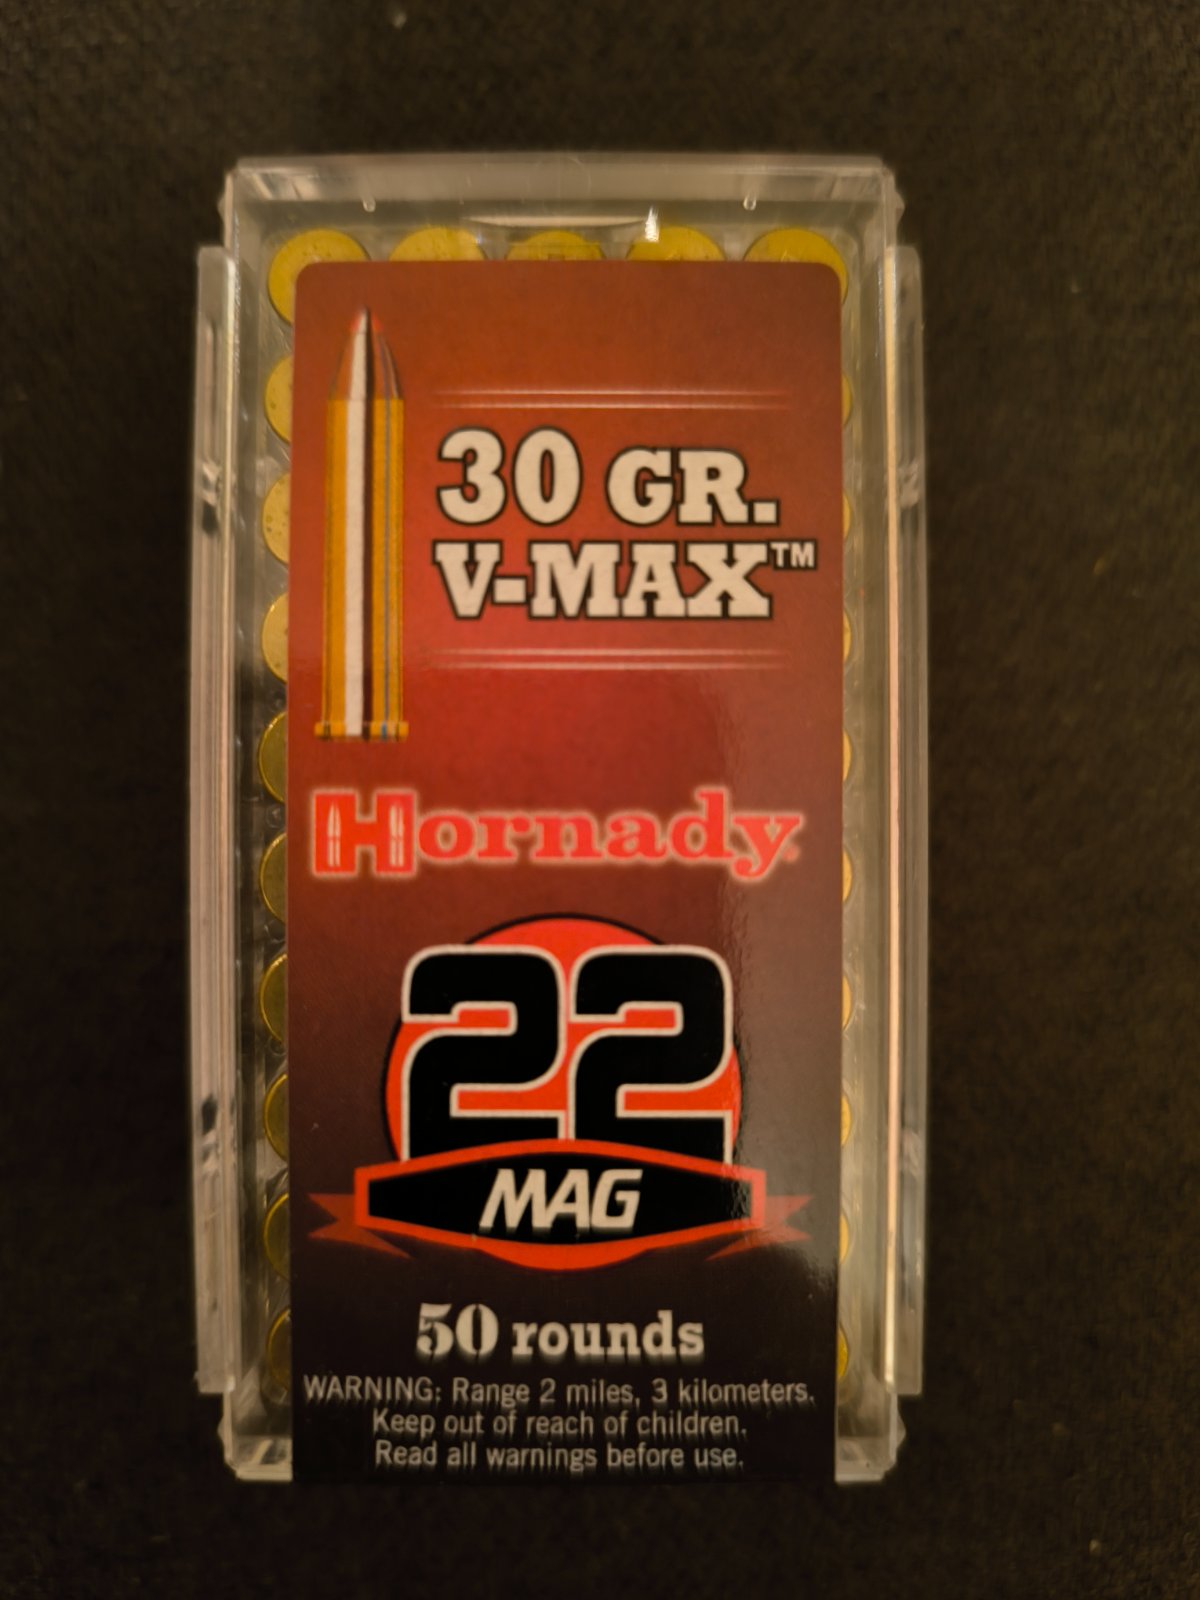 30 GR.
V-MAX™
Hornady®
22
MAG
50 rounds
WARNING: Range 2 miles, 3 kilometers.
Keep out of reach of children.
Read all warnings before use.